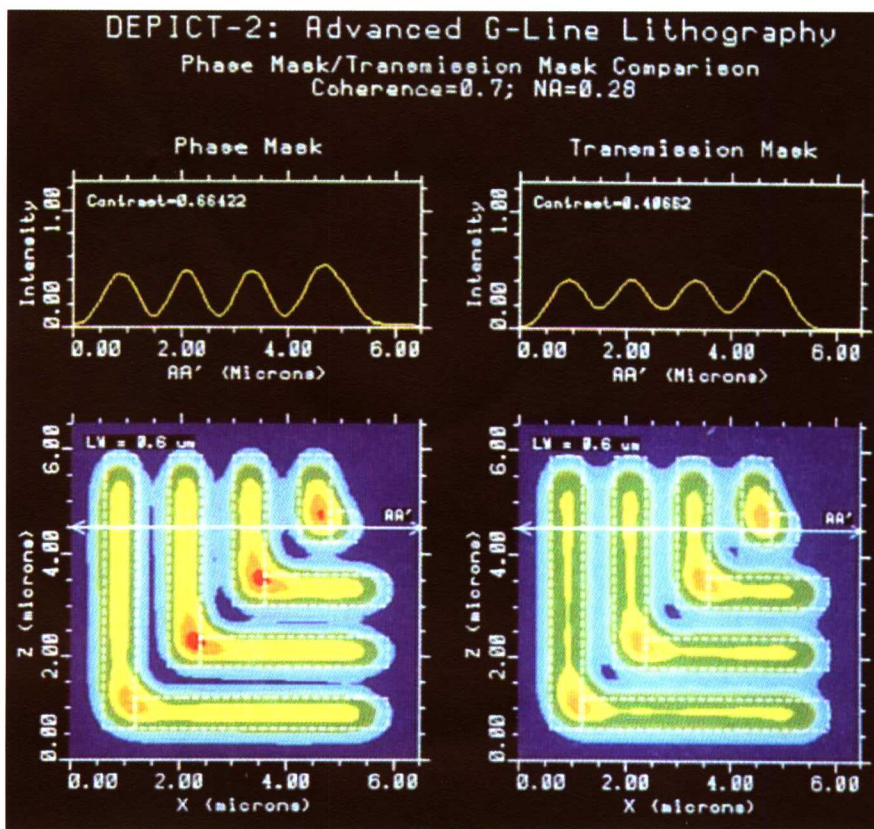 DEPICT-2: Advanced G-Line Lithography
Phase Mask/Transmission Mask Comparison
Coherence=0.7; NA=0.28
Phase Mask
Contrast=0.66422
Intensity
1.00
0.00
0.00 2.00 4.00 6.00
AA' (Microns)
Transmission Mask
Contrast=0.40662
Intensity
1.00
0.00
0.00 2.00 4.00 6.00
AA' (Microns)
LW = 0.6 um
AA'
Z (microns)
6.00
4.00
2.00
0.00
0.00 2.00 4.00 6.00
X (microns)
LW = 0.6 um
AA'
Z (microns)
6.00
4.00
2.00
0.00
0.00 2.00 4.00 6.00
X (microns)